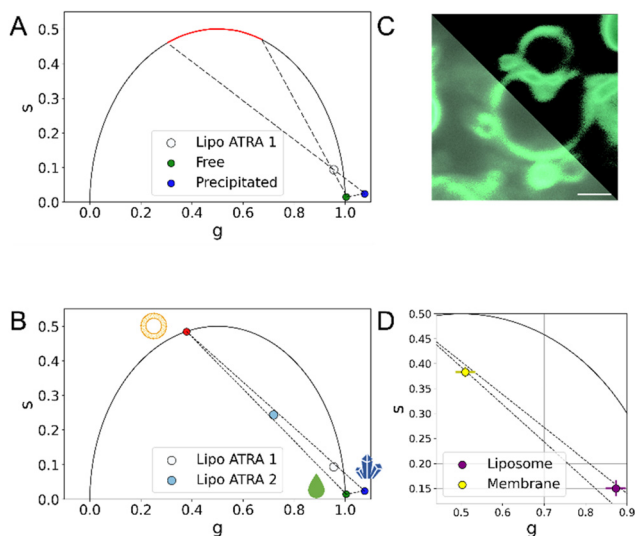 A
s
0.5
0.4
0.3
0.2
0.1
0.0
Lipo ATRA 1
Free
Precipitated
0.0 0.2 0.4 0.6 0.8 1.0
g
C
B
s
0.5
0.4
0.3
0.2
0.1
0.0
Lipo ATRA 1
Lipo ATRA 2
0.0 0.2 0.4 0.6 0.8 1.0
g
D
s
0.50
0.45
0.40
0.35
0.30
0.25
0.20
0.15
Liposome
Membrane
0.5 0.6 0.7 0.8 0.9
g